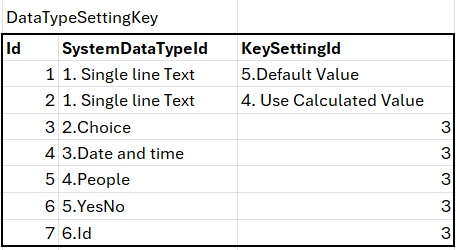 DataTypeSettingKey
Id SystemDataTypeId KeySettingId
1 1. Single line Text 5.Default Value
2 1. Single line Text 4. Use Calculated Value
3 2.Choice 3
4 3.Date and time 3
5 4.People 3
6 5.YesNo 3
7 6.Id 3